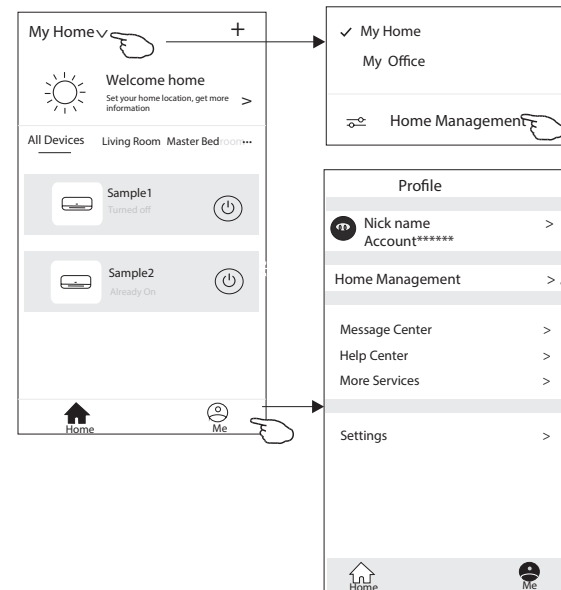 My Home
+
Welcome home
Set your home location, get more
information
>
All Devices Living Room Master Bedroom...
Sample1
Turned off
Sample2
Already On
Home
Me
My Home
My Office
Home Management
Profile
Nick name
Account******
>
Home Management
>
Message Center
>
Help Center
>
More Services
>
Settings
>
Home
Me